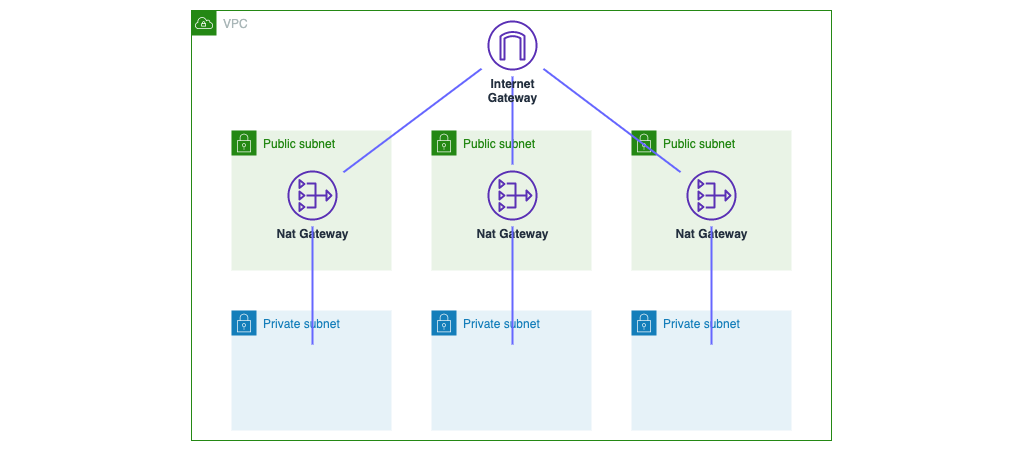 VPC
Internet
Gateway
Public subnet
Public subnet
Public subnet
Nat Gateway
Nat Gateway
Nat Gateway
Private subnet
Private subnet
Private subnet